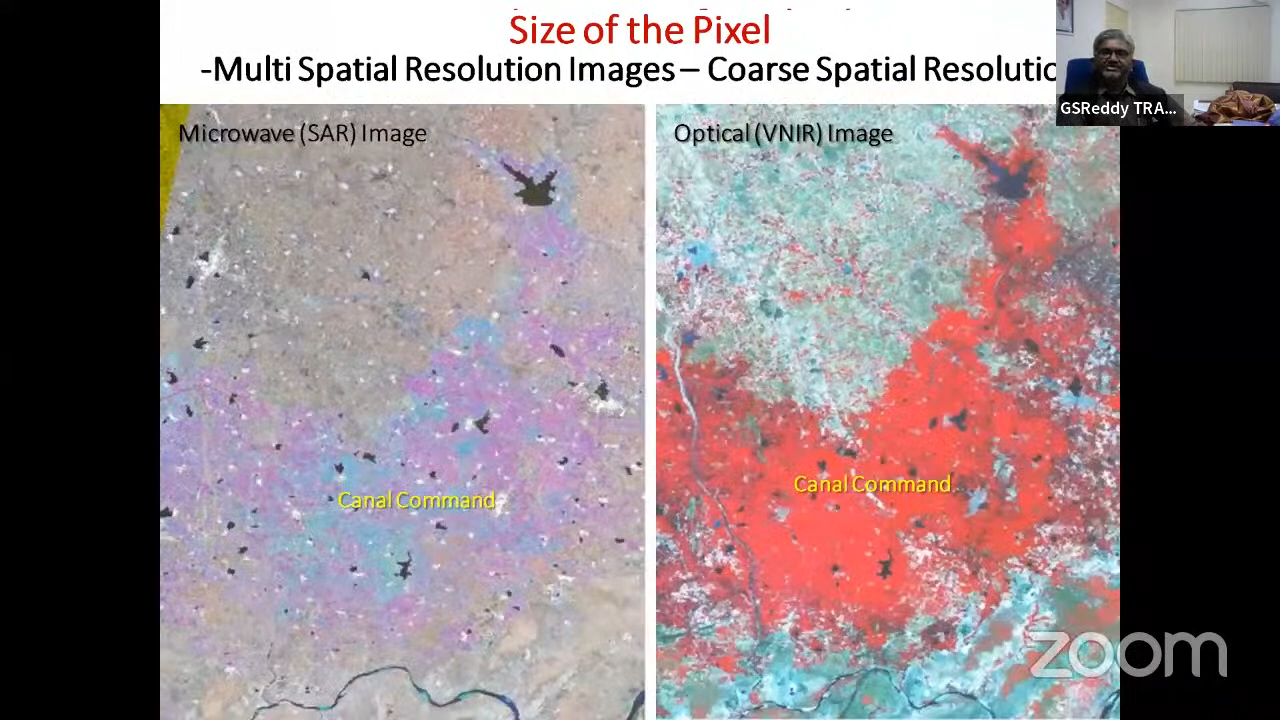 Size of the Pixel
-Multi Spatial Resolution Images – Coarse Spatial Resolutio
GSReddy TRA...
Microwave (SAR) Image
Optical (VNIR) Image
Canal Command
Canal Command
zoom